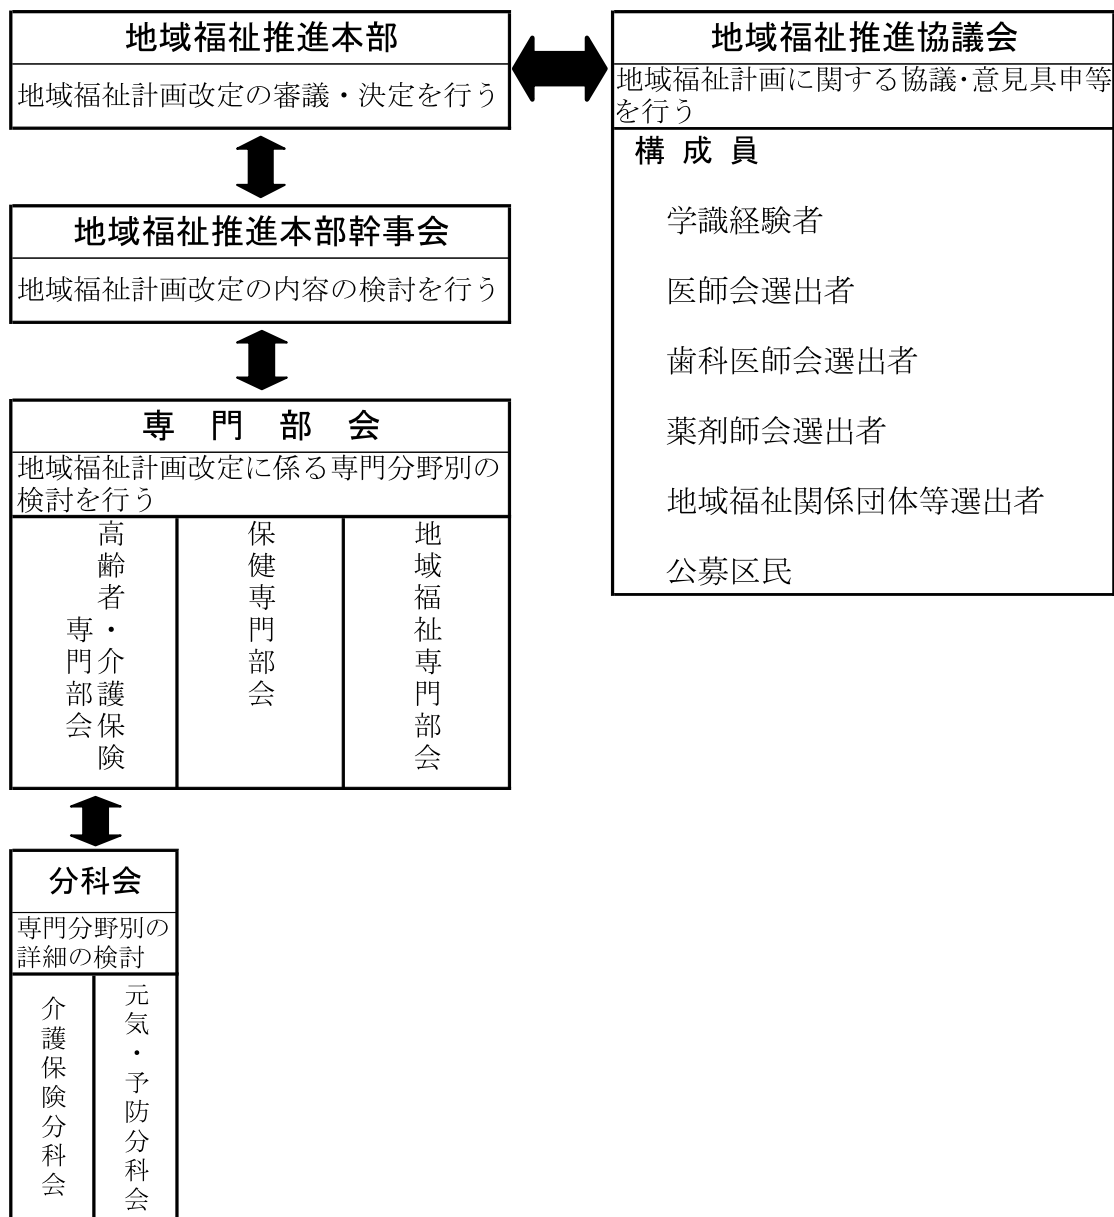 地域福祉推進本部
地域福祉計画改定の審議・決定を行う
地域福祉推進協議会
地域福祉計画に関する協議・意見具申等
を行う
構成員
学識経験者
医師会選出者
歯科医師会選出者
薬剤師会選出者
地域福祉関係団体等選出者
公募区民
地域福祉推進本部幹事会
地域福祉計画改定の内容の検討を行う
専門部会
地域福祉計画改定に係る専門分野別の
検討を行う
地域福祉専門部会
保健専門部会
高齢者・介護保険
専門部会
分科会
専門分野別の
詳細の検討
元気・予防分科会
介護保険分科会